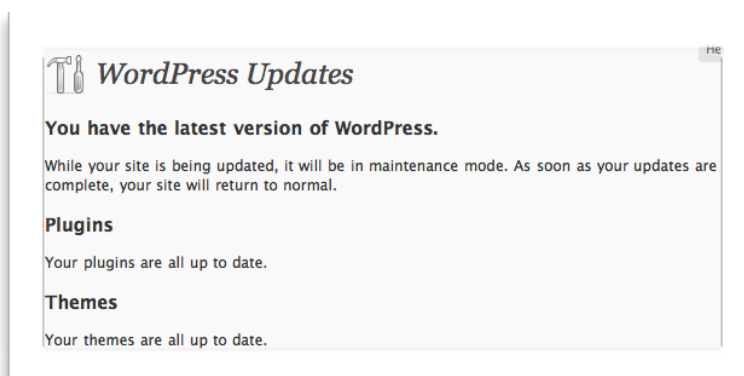 He
WordPress Updates
You have the latest version of WordPress.
While your site is being updated, it will be in maintenance mode. As soon as your updates are
complete, your site will return to normal.
Plugins
Your plugins are all up to date.
Themes
Your themes are all up to date.